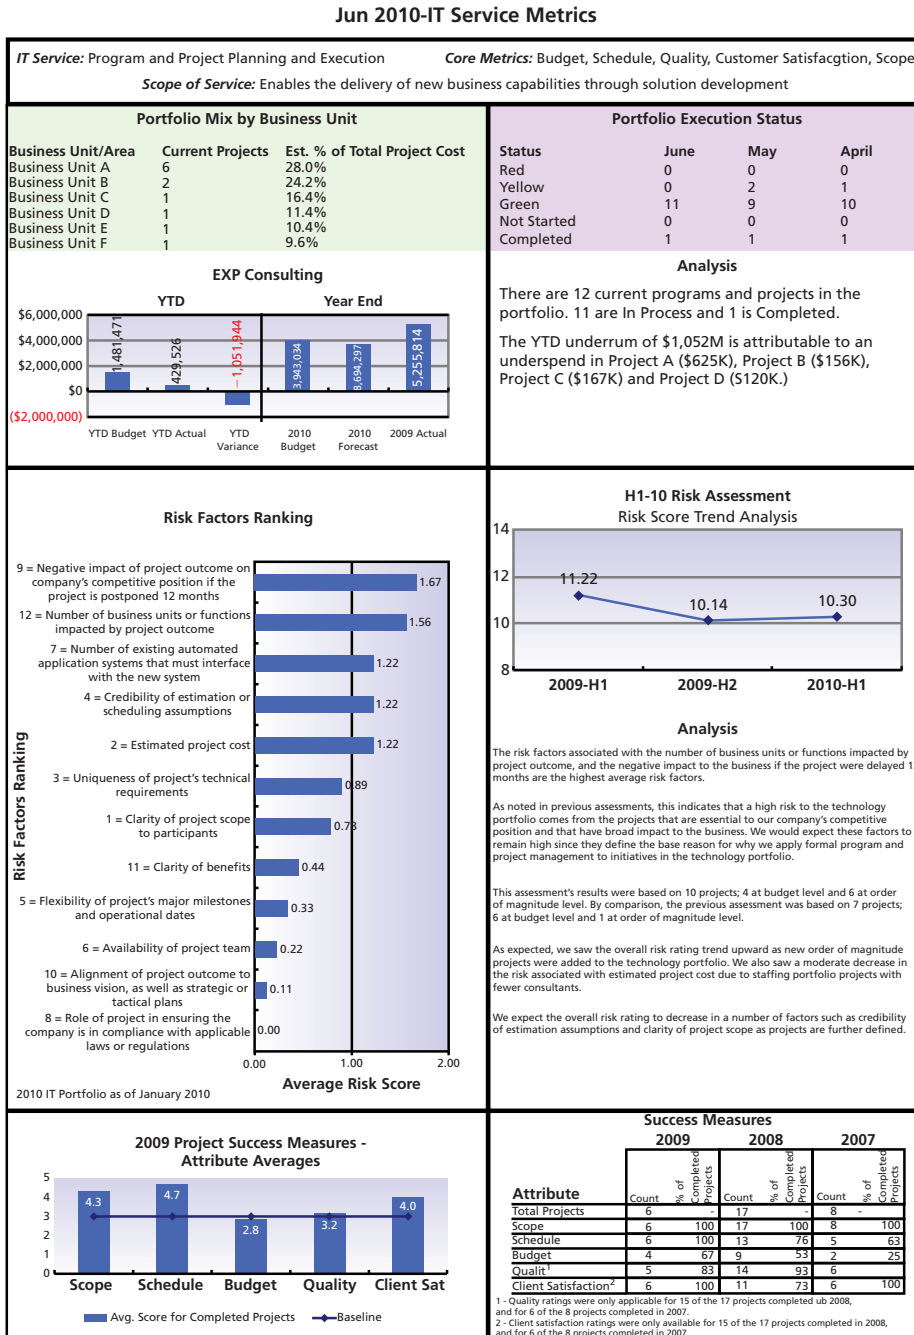 Jun 2010-IT Service Metrics
IT Service: Program and Project Planning and Execution Core Metrics: Budget, Schedule, Quality, Customer Satisfacgtion, Scope
Scope of Service: Enables the delivery of new business capabilities through solution development
Portfolio Mix by Business Unit
Business Unit/Area Current Projects Est. % of Total Project Cost
Business Unit A 6 28.0%
Business Unit B 2 24.2%
Business Unit C 1 16.4%
Business Unit D 1 11.4%
Business Unit E 1 10.4%
Business Unit F 1 9.6%
Portfolio Execution Status
Status June May April
Red 0 0 0
Yellow 0 2 1
Green 11 9 10
Not Started 0 0 0
Completed 1 1 1
EXP Consulting
YTD Year End
$6,000,000
$4,000,000
$2,000,000
$0
($2,000,000)
1,481,471
429,526
–1,051,944
3,943,034
3,694,297
5,255,814
YTD Budget YTD Actual YTD Variance 2010 Budget 2010 Forecast 2009 Actual
Analysis
There are 12 current programs and projects in the
portfolio. 11 are In Process and 1 is Completed.
The YTD underrum of $1,052M is attributable to an
underspend in Project A ($625K), Project B ($156K),
Project C ($167K) and Project D (S120K.)
Risk Factors Ranking
Risk Factors Ranking
9 = Negative impact of project outcome on
company's competitive position if the
project is postponed 12 months
1.67
12 = Number of business units or functions
impacted by project outcome
1.56
7 = Number of existing automated
application systems that must interface
with the new system
1.22
4 = Credibility of estimation or
scheduling assumptions
1.22
2 = Estimated project cost
1.22
3 = Uniqueness of project's technical
requirements
0.89
1 = Clarity of project scope
to participants
0.78
11 = Clarity of benefits
0.44
5 = Flexibility of project's major milestones
and operational dates
0.33
6 = Availability of project team
0.22
10 = Alignment of project outcome to
business vision, as well as strategic or
tactical plans
0.11
8 = Role of project in ensuring the
company is in compliance with applicable
laws or regulations
0.00
0.00 1.00 2.00
Average Risk Score
2010 IT Portfolio as of January 2010
H1-10 Risk Assessment
Risk Score Trend Analysis
14
12
10
8
11.22
10.14
10.30
2009-H1 2009-H2 2010-H1
Analysis
The risk factors associated with the number of business units or functions impacted by
project outcome, and the negative impact to the business if the project were delayed 1
months are the highest average risk factors.
As noted in previous assessments, this indicates that a high risk to the technology
portfolio comes from the projects that are essential to our company's competitive
position and that have broad impact to the business. We would expect these factors to
remain high since they define the base reason for why we apply formal program and
project management to initiatives in the technology portfolio.
This assessment's results were based on 10 projects; 4 at budget level and 6 at order
of magnitude level. By comparison, the previous assessment was based on 7 projects;
6 at budget level and 1 at order of magnitude level.
As expected, we saw the overall risk rating trend upward as new order of magnitude
projects were added to the technology portfolio. We also saw a moderate decrease in
the risk associated with estimated project cost due to staffing portfolio projects with
fewer consultants.
We expect the overall risk rating to decrease in a number of factors such as credibility
of estimation assumptions and clarity of project scope as projects are further defined.
2009 Project Success Measures -
Attribute Averages
5
4
3
2
1
0
4.3
4.7
2.8
3.2
4.0
Scope Schedule Budget Quality Client Sat
Avg. Score for Completed Projects Baseline
Success Measures
2009 2008 2007
Attribute Count % of Completed Projects Count % of Completed Projects Count % of Completed Projects
Total Projects 6 - 17 - 8 -
Scope 6 100 17 100 8 100
Schedule 6 100 13 76 5 63
Budget 4 67 9 53 2 25
Qualit1 5 83 14 93 6
Client Satisfaction2 6 100 11 73 6 100
1 - Quality ratings were only applicable for 15 of the 17 projects completed ub 2008,
and for 6 of the 8 projects completed in 2007.
2 - Client satisfaction ratings were only available for 15 of the 17 projects completed in 2008,
and for 6 of the 8 projects completed in 2007